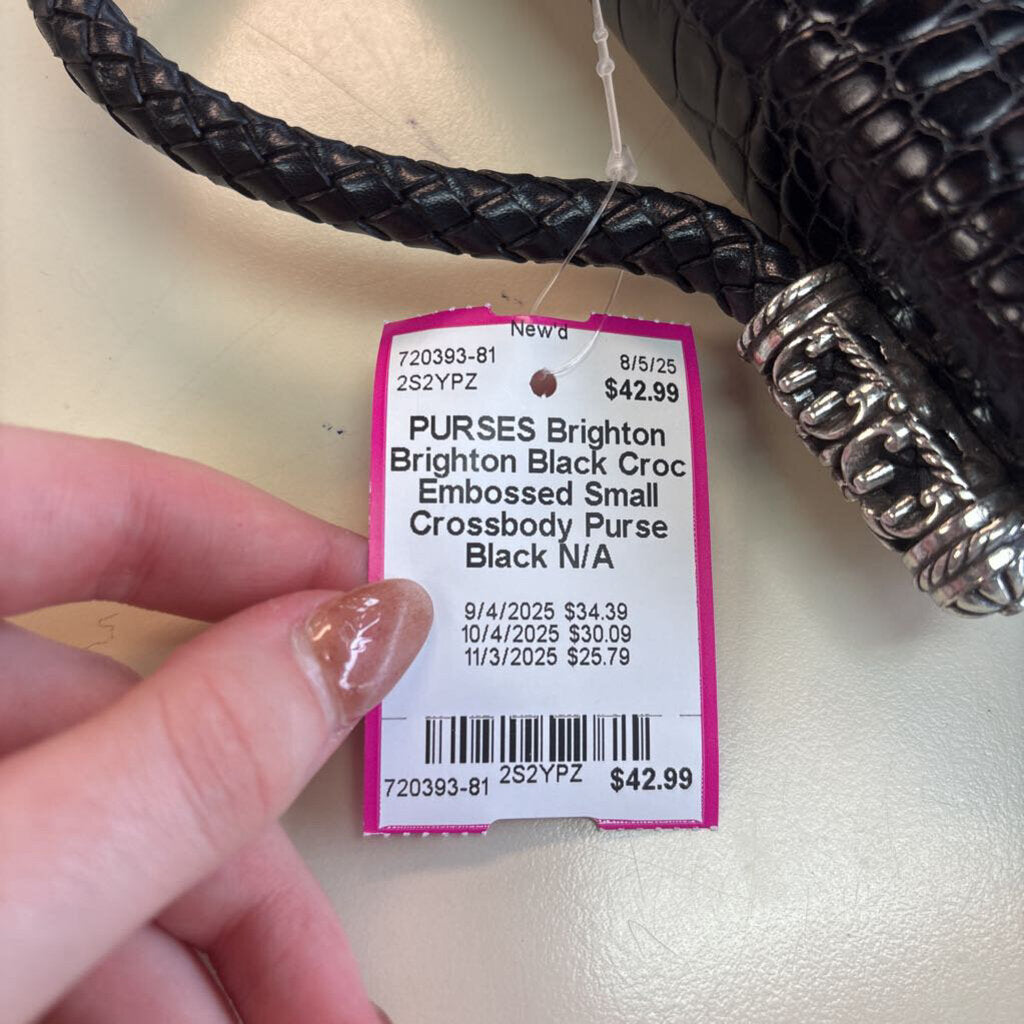 New'd
720393-81 8/5/25
2S2YPZ $42.99
PURSES Brighton
Brighton Black Croc
Embossed Small
Crossbody Purse
Black N/A
9/4/2025 $34.39
10/4/2025 $30.09
11/3/2025 $25.79
720393-81 2S2YPZ $42.99